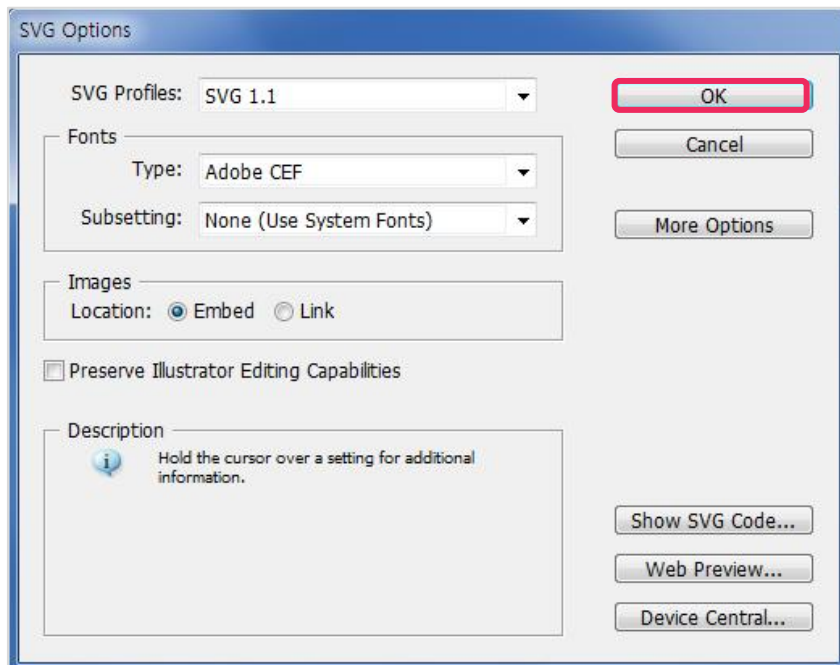 SVG Options
SVG Profiles: SVG 1.1
OK
Fonts
Cancel
Type: Adobe CEF
Subsetting: None (Use System Fonts)
More Options
Images
Location: Embed Link
Preserve Illustrator Editing Capabilities
Description
Hold the cursor over a setting for additional
information.
Show SVG Code...
Web Preview...
Device Central...